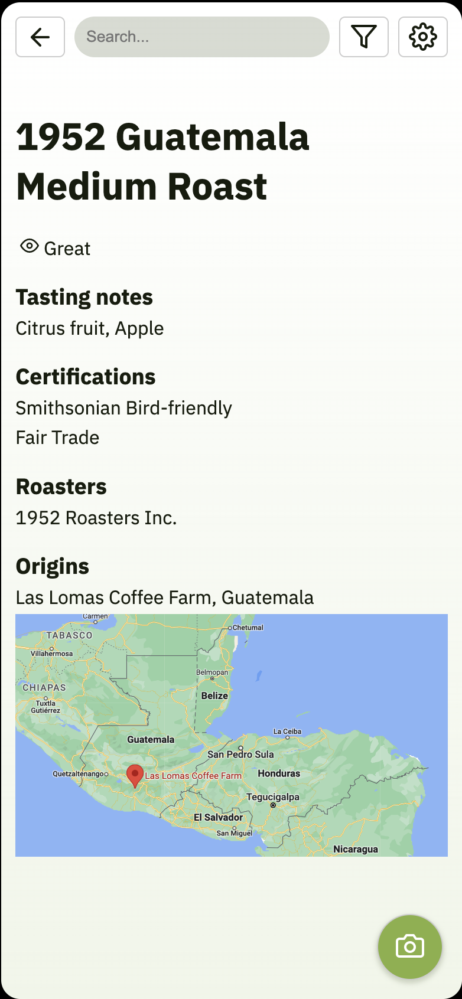 Search...
1952 Guatemala
Medium Roast
Great
Tasting notes
Citrus fruit, Apple
Certifications
Smithsonian Bird-friendly
Fair Trade
Roasters
1952 Roasters Inc.
Origins
Las Lomas Coffee Farm, Guatemala
Carmen
Chetumal
TABASCO
Villahermosa
Belmopan
CHIAPAS
Belize
Tuxtla
Gutiérrez
La Ceiba
Guatemala
San Pedro Sula
Quetzaltenango
Las Lomas Coffee Farm
Honduras
Tegucigalpa
El Salvador
San Miguel
Nicaragua